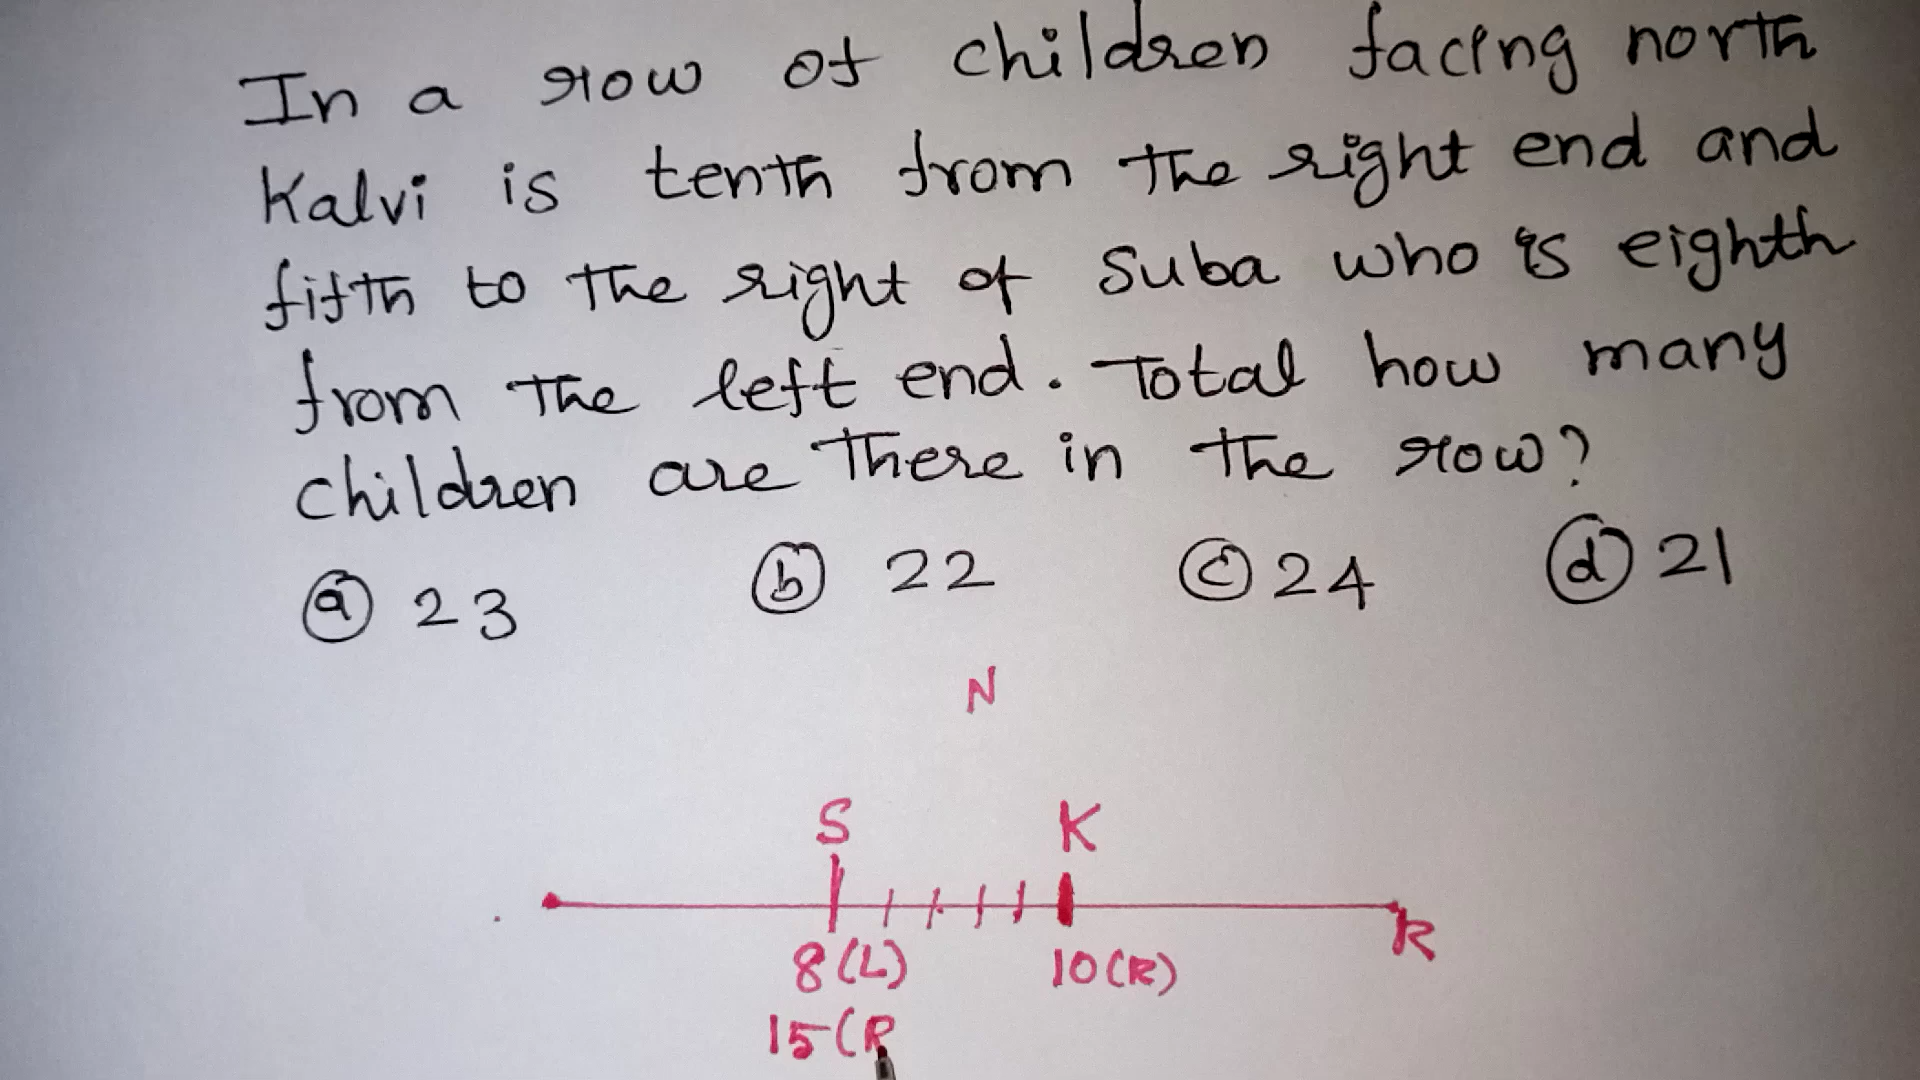 In a row of children facing north
Kalvi is tenth from the right end and
fifth to the right of Suba who is eighth
from the left end. Total how many
children are there in the row?
(a) 23 (b) 22 (c) 24 (d) 21
N
S K
R
8(L) 10(R)
15(R